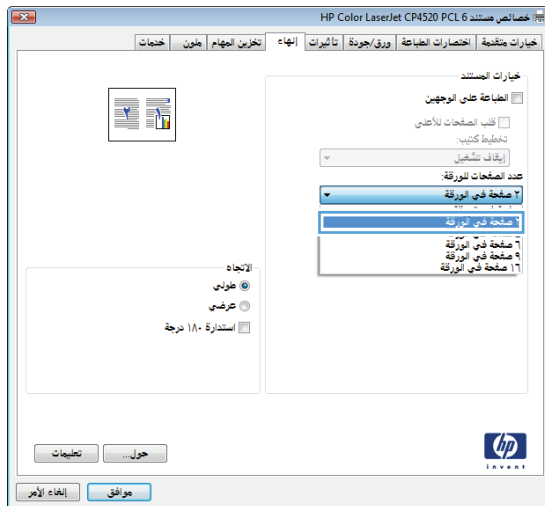 خصائص مستند HP Color LaserJet CP4520 PCL 6
خيارات متقدمة اختصارات الطباعة ورق/جودة تأثيرات إنهاء تخزين المهام ملون خدمات
خيارات المستند
الطباعة على الوجهين
قلب الصفحات للأعلى
تخطيط كتيب:
إيقاف تشغيل
عدد الصفحات للورقة:
٢ صفحة في الورقة
صفحة في الورقة
٦ صفحة في الورقة
٩ صفحة في الورقة
١٦ صفحة في الورقة
١ ٢
الاتجاه
طولي
عرضي
استدارة ١٨٠ درجة
hp
invent
حول... تعليمات
موافق إلغاء الأمر